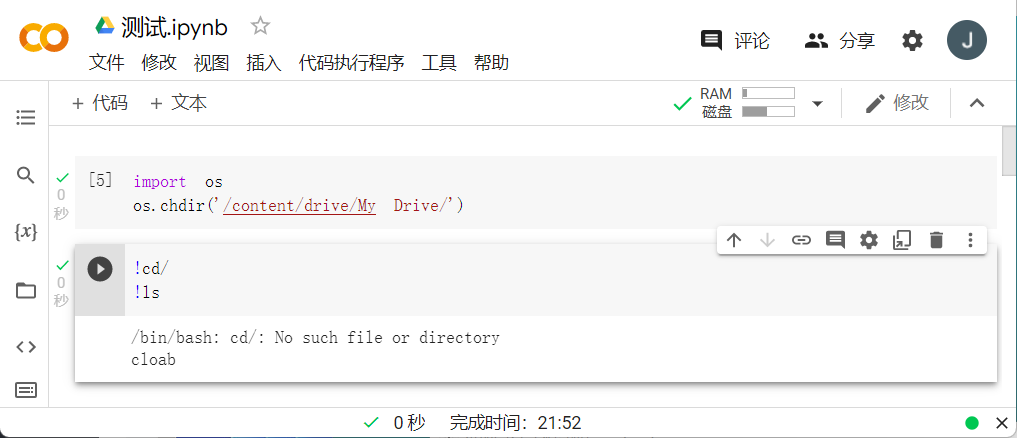 测试.ipynb
文件 修改 视图 插入 代码执行程序 工具 帮助
评论 分享 J
+ 代码 + 文本
RAM
磁盘
修改
[5] import os
os.chdir('/content/drive/My Drive/')
0
秒
{x}
!cd/
!ls
0
秒
/bin/bash: cd/: No such file or directory
cloab
0 秒 完成时间：21:52